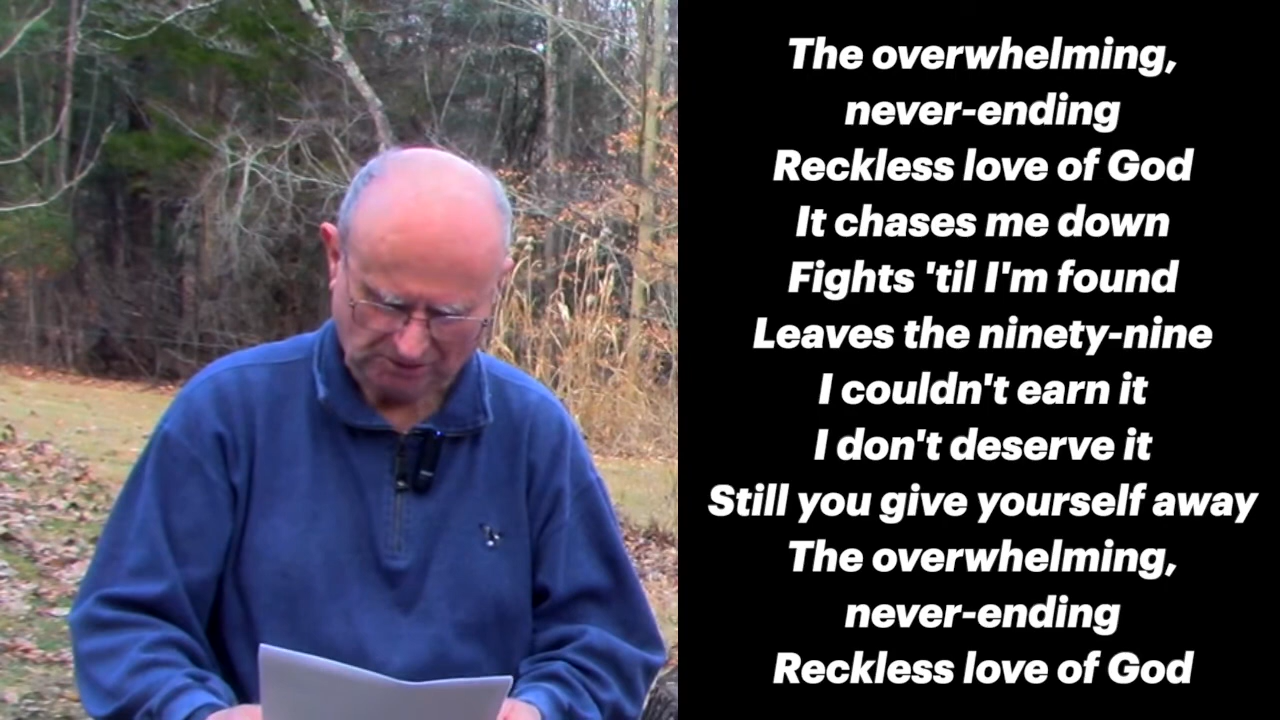 The overwhelming,
never-ending
Reckless love of God
It chases me down
Fights 'til I'm found
Leaves the ninety-nine
I couldn't earn it
I don't deserve it
Still you give yourself away
The overwhelming,
never-ending
Reckless love of God